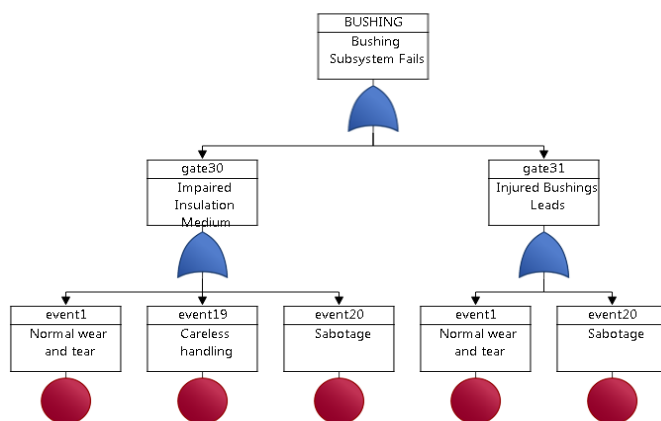 BUSHING
Bushing
Subsystem Fails
gate30
Impaired
Insulation
Medium
gate31
Injured Bushings
Leads
event1
Normal wear
and tear
event19
Careless
handling
event20
Sabotage
event1
Normal wear
and tear
event20
Sabotage